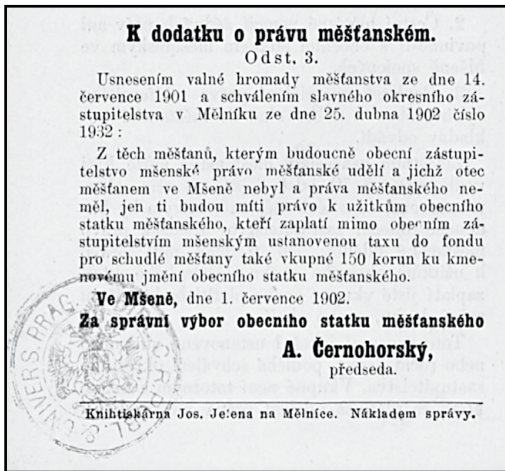 K dodatku o právu měšťanském.
Odst. 3.
Usnesením valné hromady měšťanstva ze dne 14.
července 1901 a schválením slavného okresního zá-
stupitelstva v Mělníku ze dne 25. dubna 1902 číslo
1932 :
Z těch měšťanů, kterým budoucně obecní zástupi-
telstvo mšenské právo měšťanské udělí a jichž otec
měšťanem ve Mšeně nebyl a práva měšťanského ne-
měl, jen ti budou míti právo k užitkům obecního
statku měšťanského, kteří zaplatí mimo obecním zá-
stupitelstvím mšenským ustanovenou taxu do fondu
pro schudlé měšťany také vkupné 150 korun ku kme-
novému jmění obecního statku měšťanského.
Ve Mšeně, dne 1. července 1902.
Za správní výbor obecního statku měšťanského
A. Černohorský,
předseda.
Knihtiskárna Jos. Jelena na Mělníce. Nákladem správy.
PUBL. S. UNIVERS. PRAG.